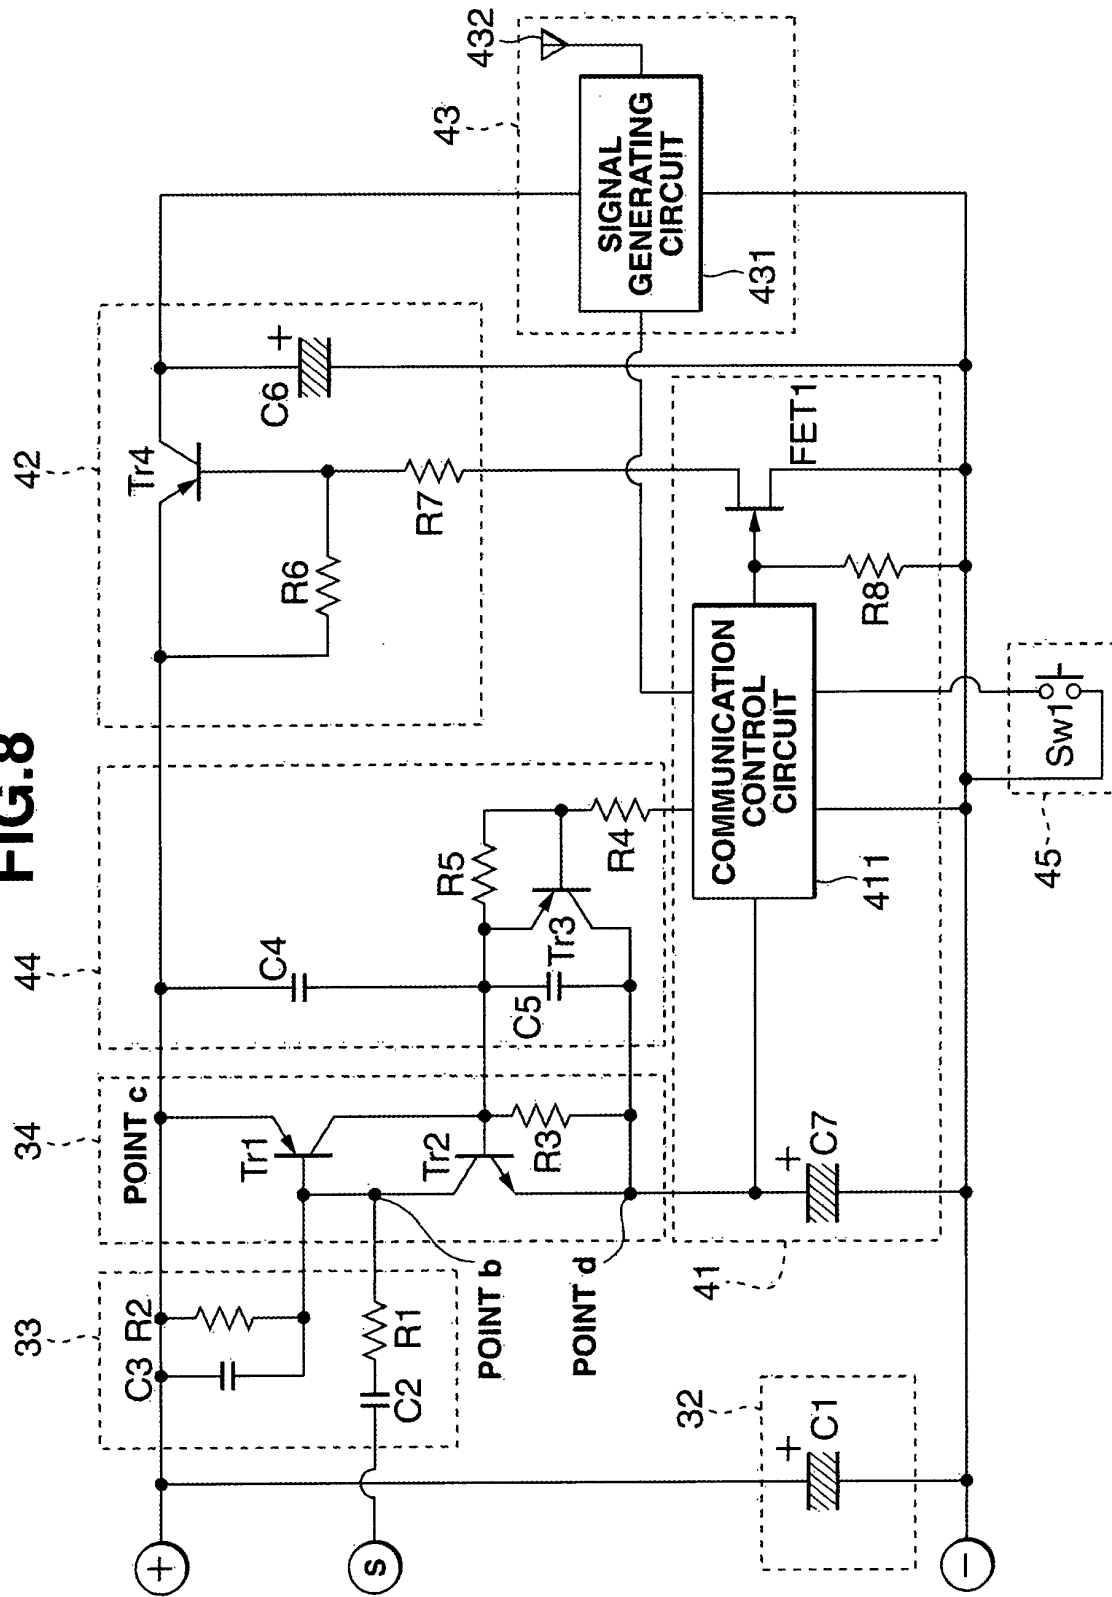 FIG.8
33
34
44
42
43
432
C3
R2
POINT c
Tr1
C4
R6
Tr4
C6
+
R7
S
+
C2
R1
POINT b
Tr2
R3
C5
Tr3
R5
R4
POINT d
SIGNAL
GENERATING
CIRCUIT
431
32
+
C1
41
+
C7
COMMUNICATION
CONTROL
CIRCUIT
411
R8
FET1
Sw1
45
−